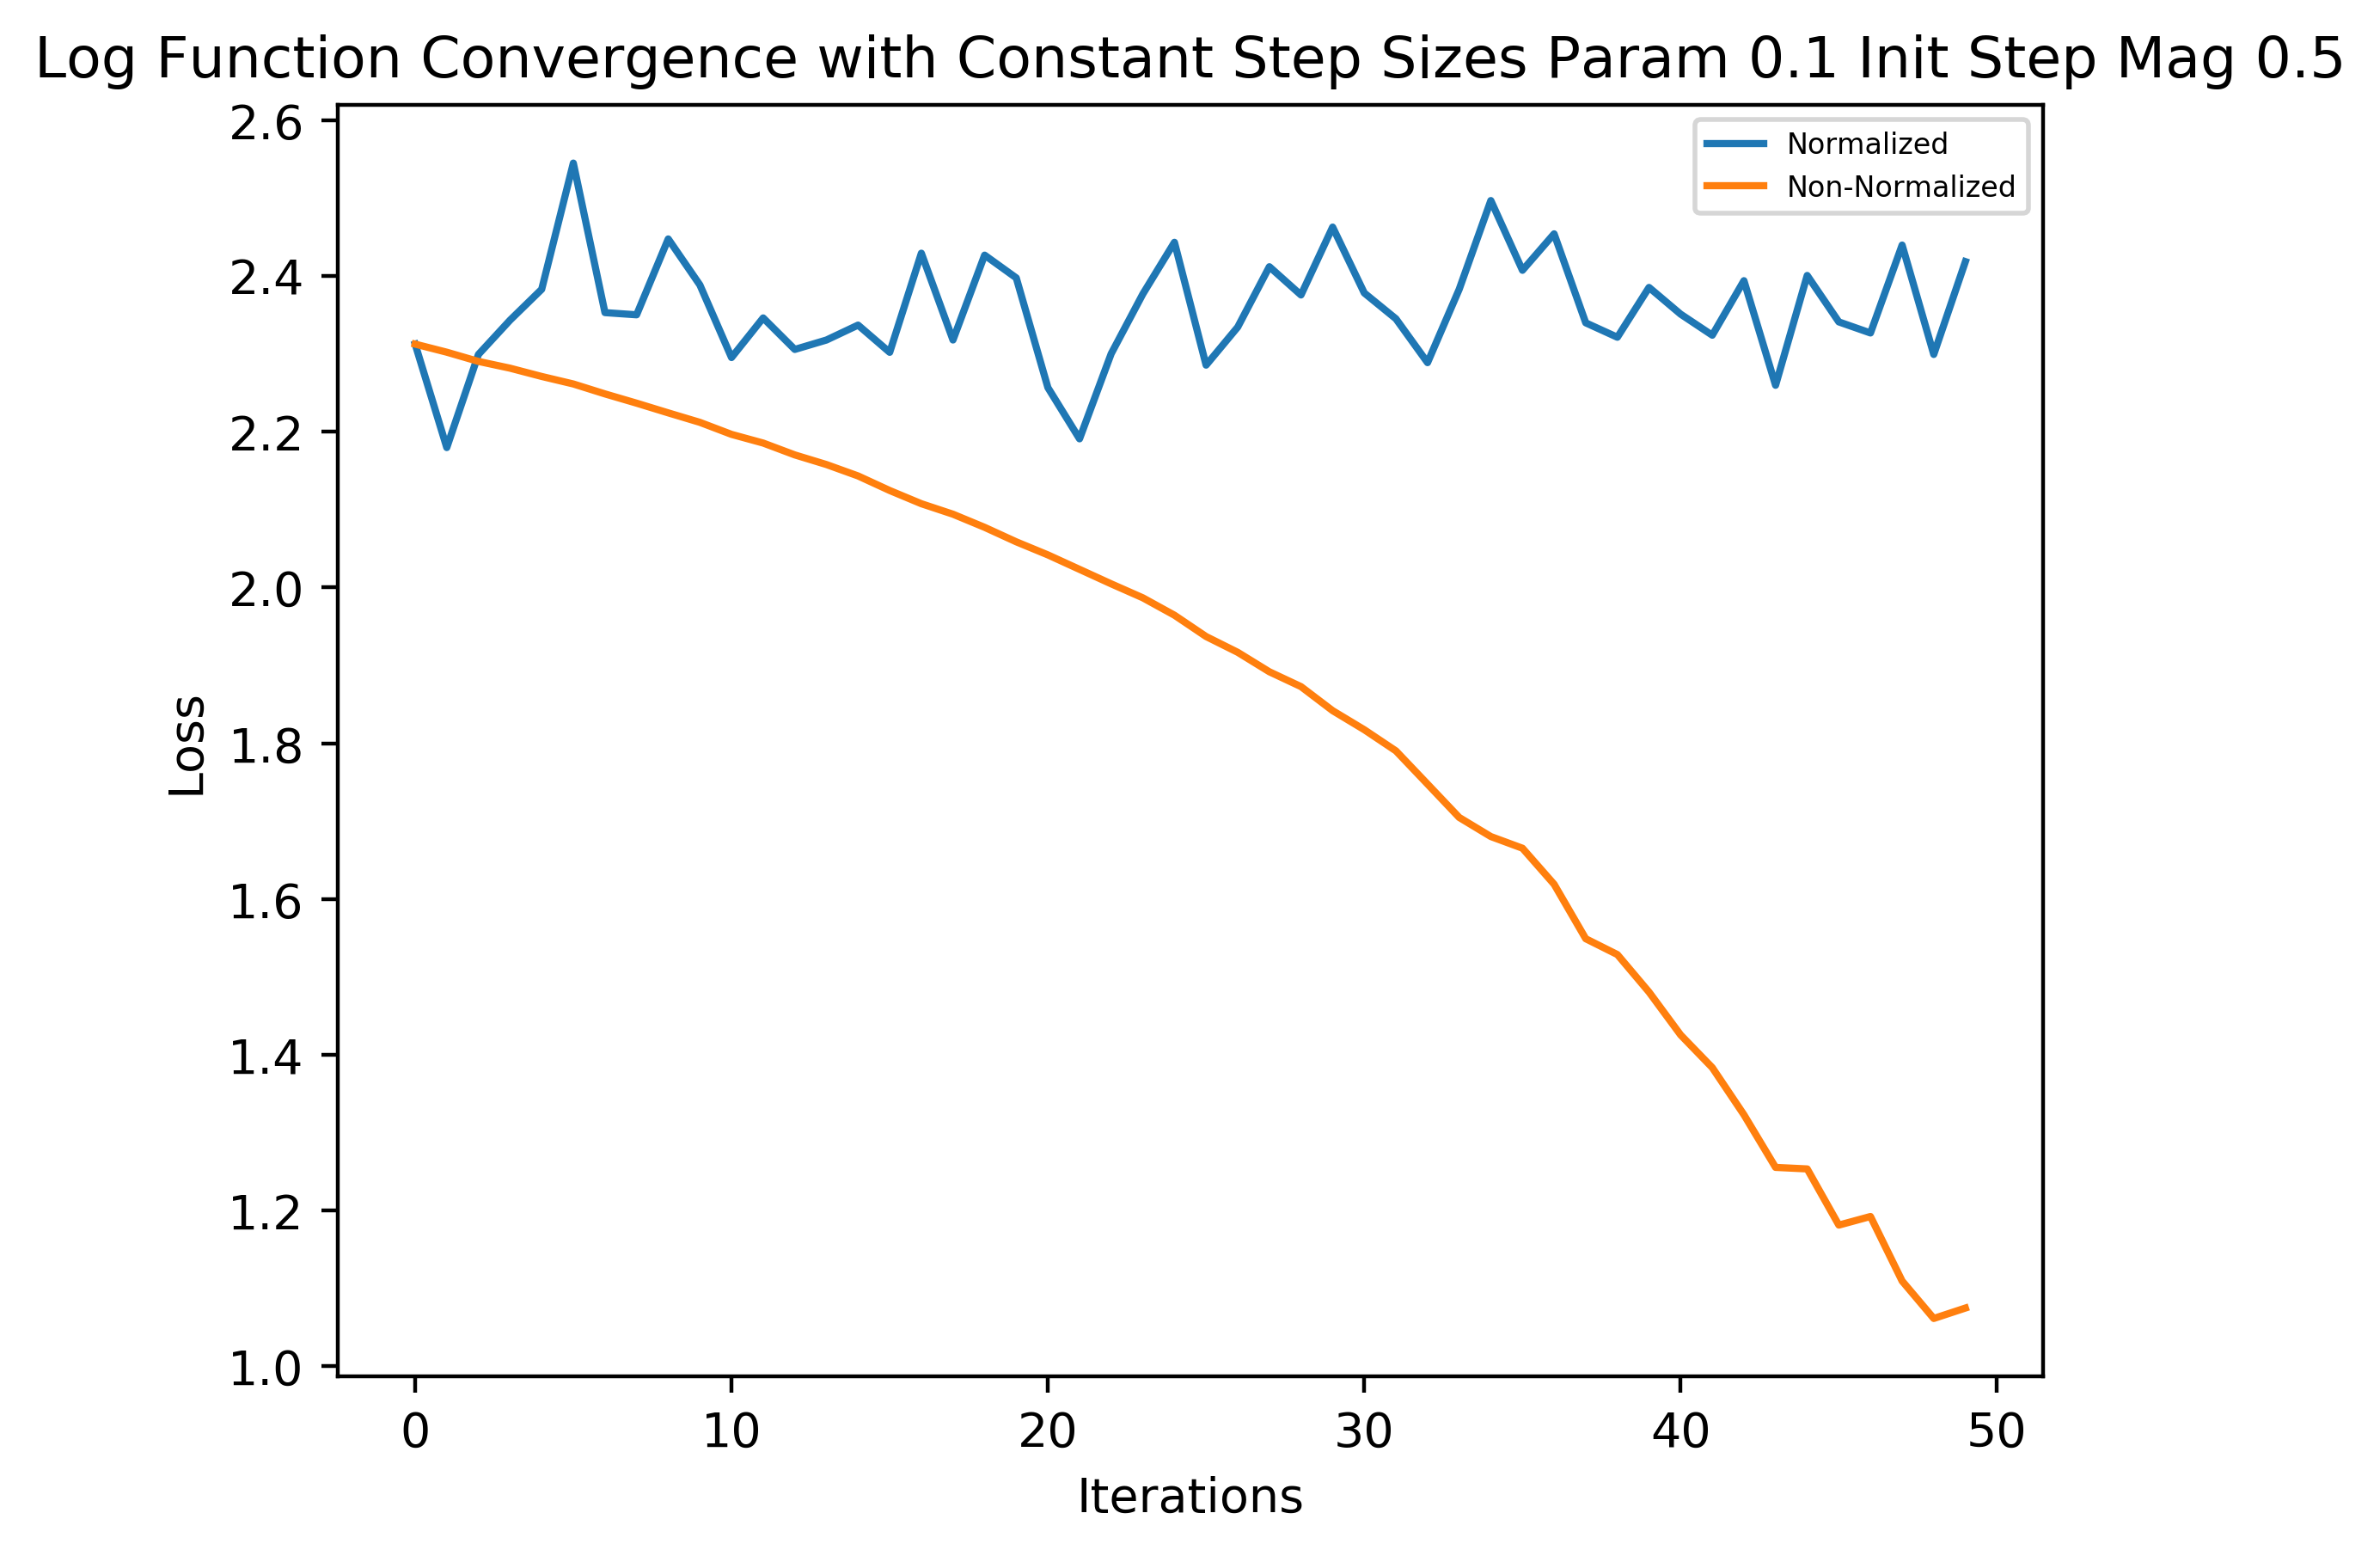 Log Function Convergence with Constant Step Sizes Param 0.1 Init Step Mag 0.5
Normalized
Non-Normalized
2.6
2.4
2.2
2.0
1.8
1.6
1.4
1.2
1.0
Loss
0 10 20 30 40 50
Iterations